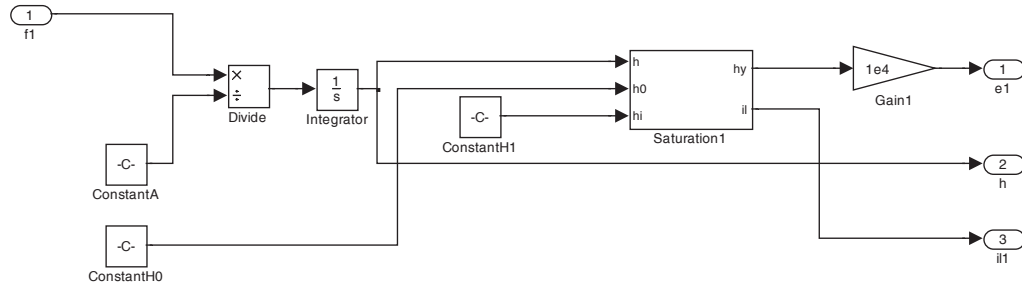 1
f1
×
÷
Divide
1
s
Integrator
-C-
ConstantA
-C-
ConstantH0
-C-
ConstantH1
h
h0
hi
hy
il
Saturation1
1e4
Gain1
1
e1
2
h
3
il1